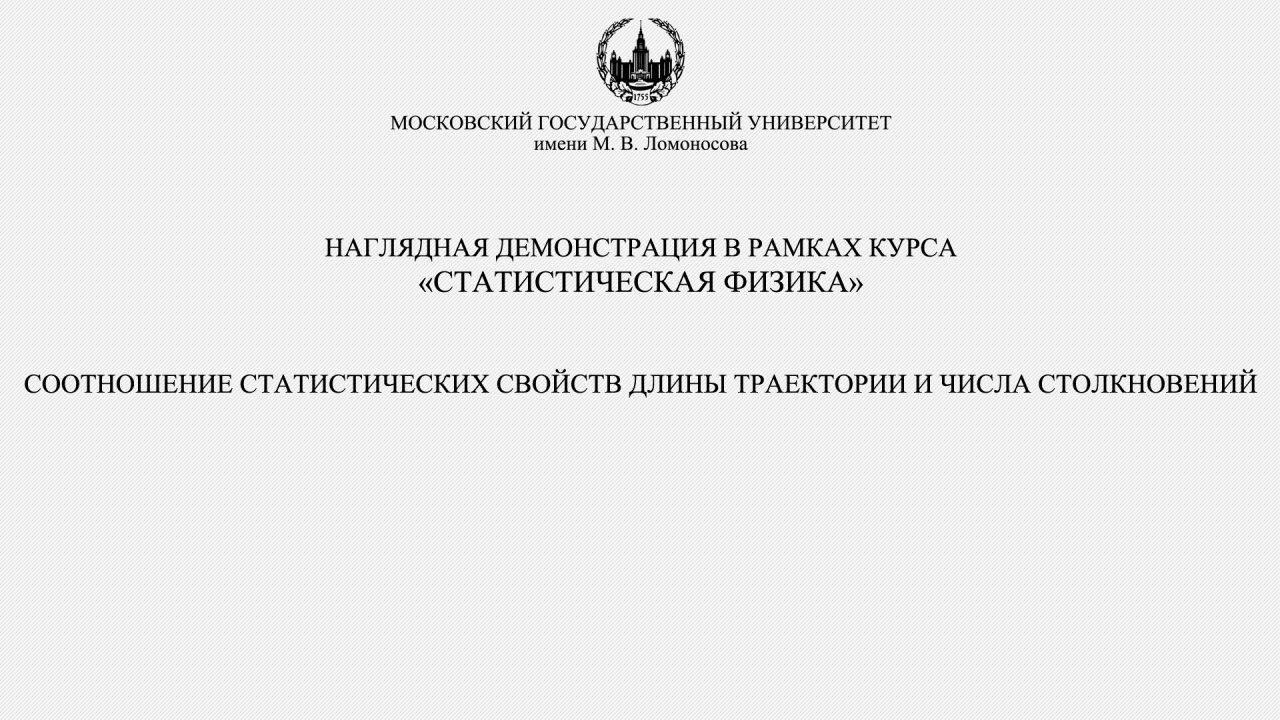 1755
МОСКОВСКИЙ ГОСУДАРСТВЕННЫЙ УНИВЕРСИТЕТ
имени М. В. Ломоносова
НАГЛЯДНАЯ ДЕМОНСТРАЦИЯ В РАМКАХ КУРСА
«СТАТИСТИЧЕСКАЯ ФИЗИКА»
СООТНОШЕНИЕ СТАТИСТИЧЕСКИХ СВОЙСТВ ДЛИНЫ ТРАЕКТОРИИ И ЧИСЛА СТОЛКНОВЕНИЙ